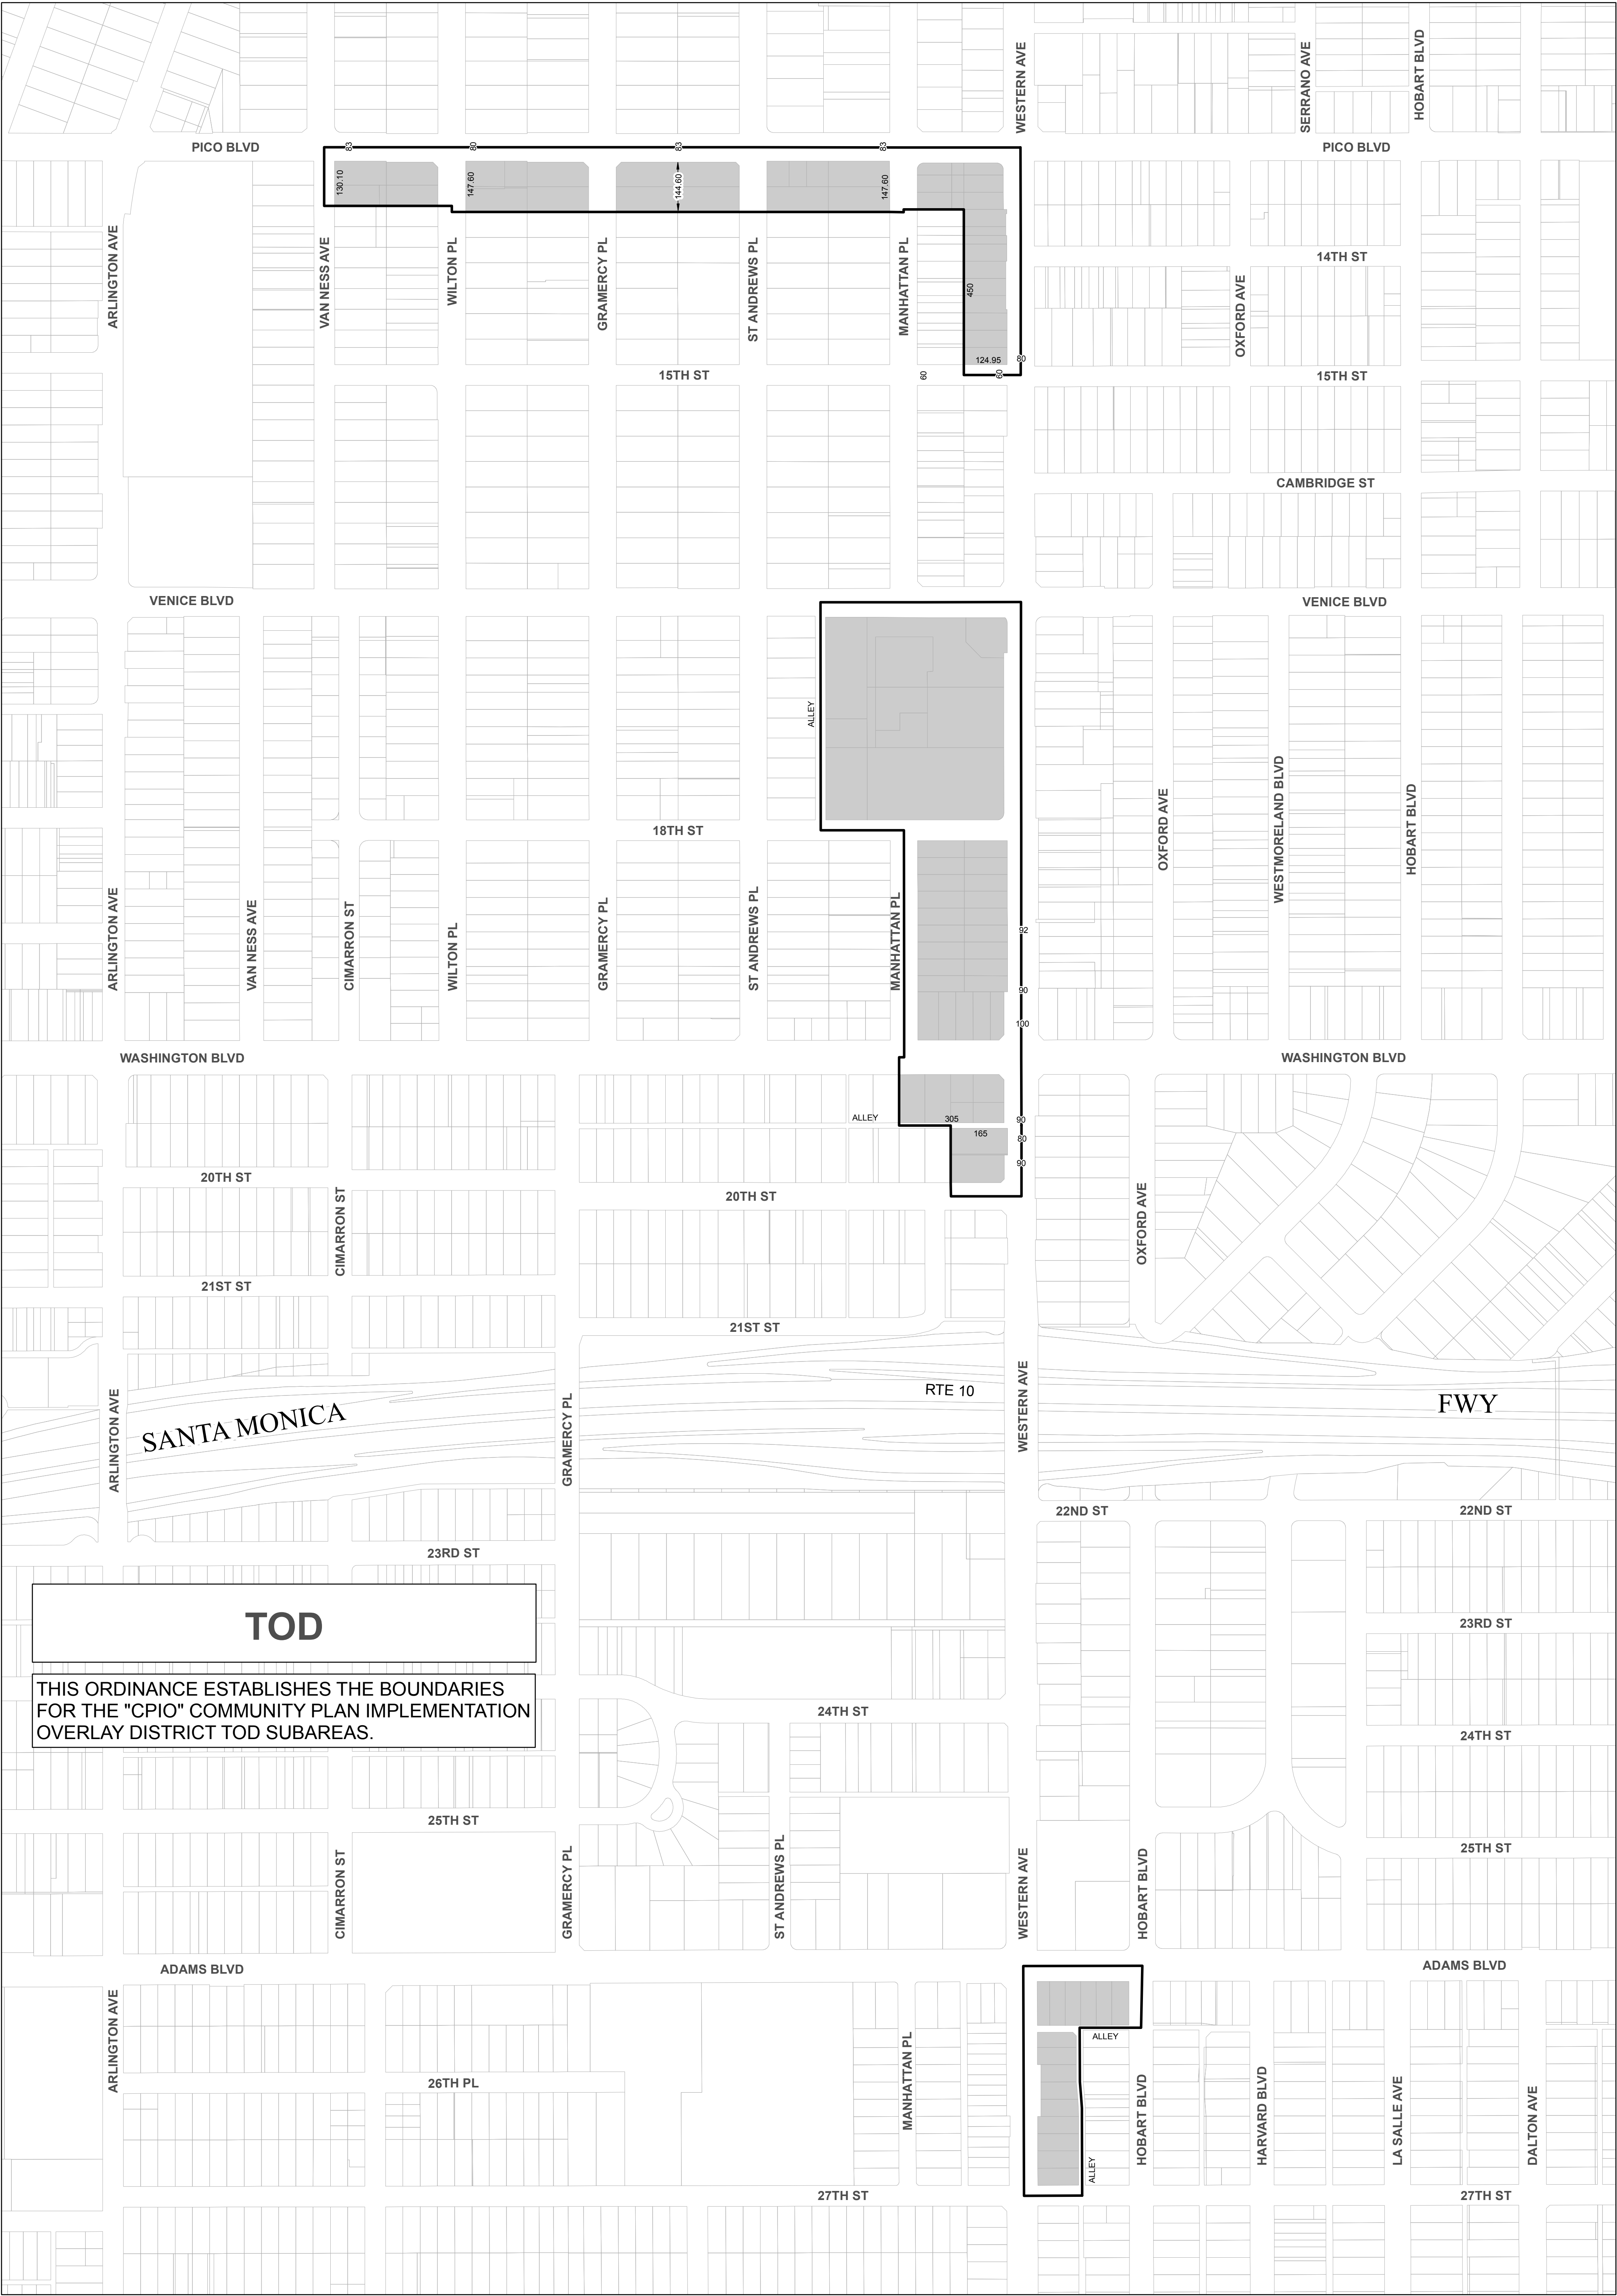 WESTERN AVE
SERRANO AVE
HOBART BLVD
PICO BLVD
83
80
83
83
PICO BLVD
130.10
147.60
144.60
147.60
ARLINGTON AVE
VAN NESS AVE
WILTON PL
GRAMERCY PL
ST ANDREWS PL
MANHATTAN PL
450
14TH ST
OXFORD AVE
124.95
80
15TH ST
60
60
15TH ST
CAMBRIDGE ST
VENICE BLVD
VENICE BLVD
ALLEY
18TH ST
OXFORD AVE
WESTMORELAND BLVD
HOBART BLVD
ARLINGTON AVE
VAN NESS AVE
CIMARRON ST
WILTON PL
GRAMERCY PL
ST ANDREWS PL
MANHATTAN PL
92
90
100
WASHINGTON BLVD
WASHINGTON BLVD
ALLEY
305
90
165
80
90
20TH ST
20TH ST
CIMARRON ST
OXFORD AVE
21ST ST
21ST ST
ARLINGTON AVE
SANTA MONICA
GRAMERCY PL
RTE 10
WESTERN AVE
FWY
22ND ST
22ND ST
23RD ST
TOD
23RD ST
THIS ORDINANCE ESTABLISHES THE BOUNDARIES
FOR THE "CPIO" COMMUNITY PLAN IMPLEMENTATION
OVERLAY DISTRICT TOD SUBAREAS.
24TH ST
24TH ST
25TH ST
25TH ST
CIMARRON ST
GRAMERCY PL
ST ANDREWS PL
WESTERN AVE
HOBART BLVD
ADAMS BLVD
ADAMS BLVD
ARLINGTON AVE
ALLEY
26TH PL
MANHATTAN PL
HOBART BLVD
HARVARD BLVD
LA SALLE AVE
DALTON AVE
ALLEY
27TH ST
27TH ST